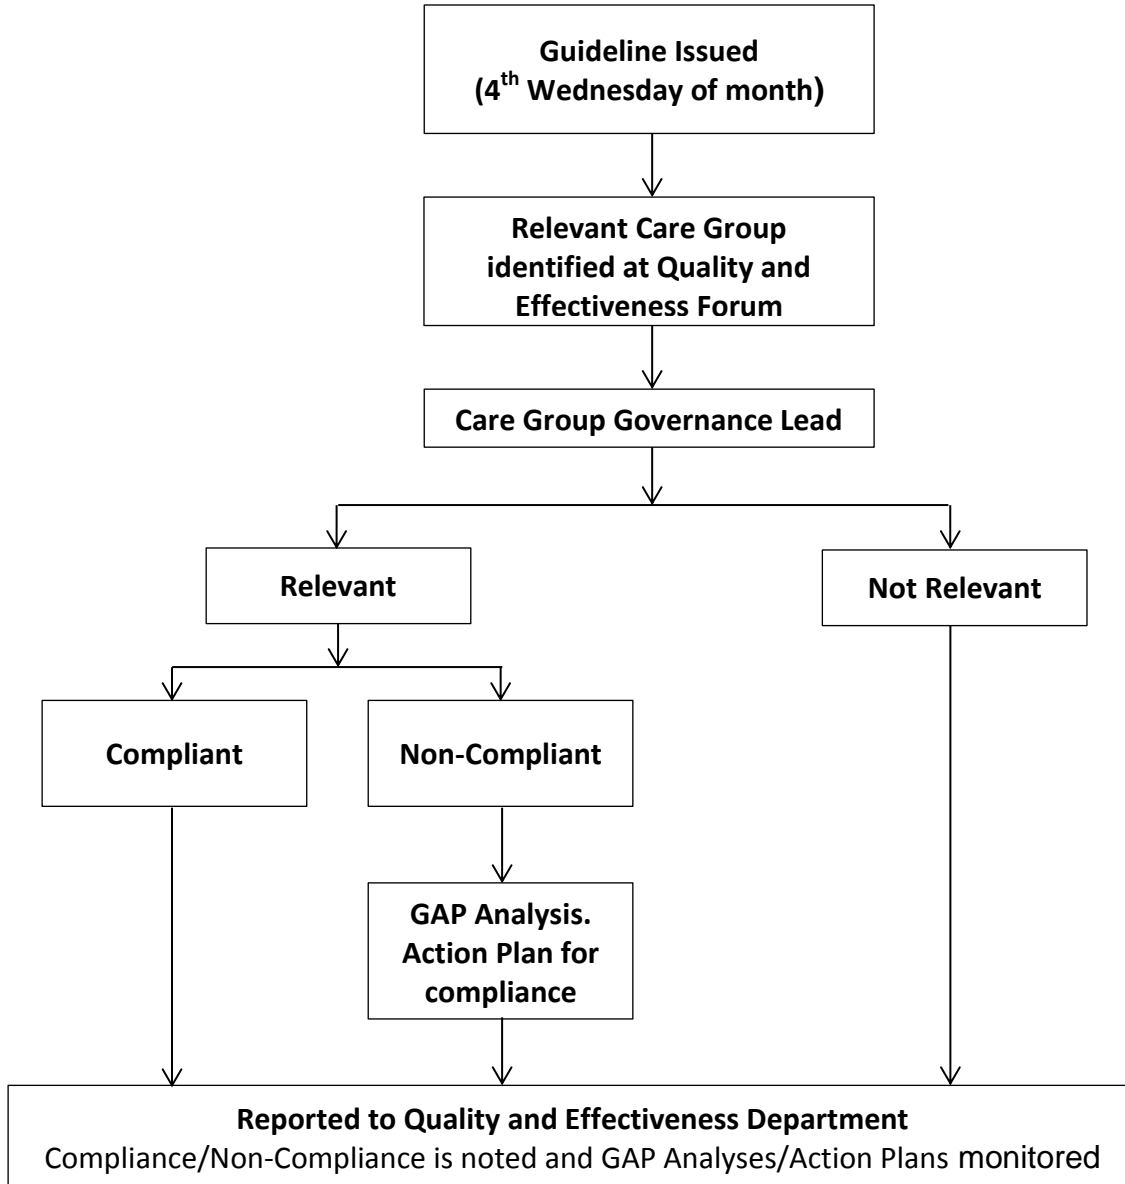 Guideline Issued
(4th Wednesday of month)
Relevant Care Group
identified at Quality and
Effectiveness Forum
Care Group Governance Lead
Relevant
Not Relevant
Compliant
Non-Compliant
GAP Analysis.
Action Plan for
compliance
Reported to Quality and Effectiveness Department
Compliance/Non-Compliance is noted and GAP Analyses/Action Plans monitored